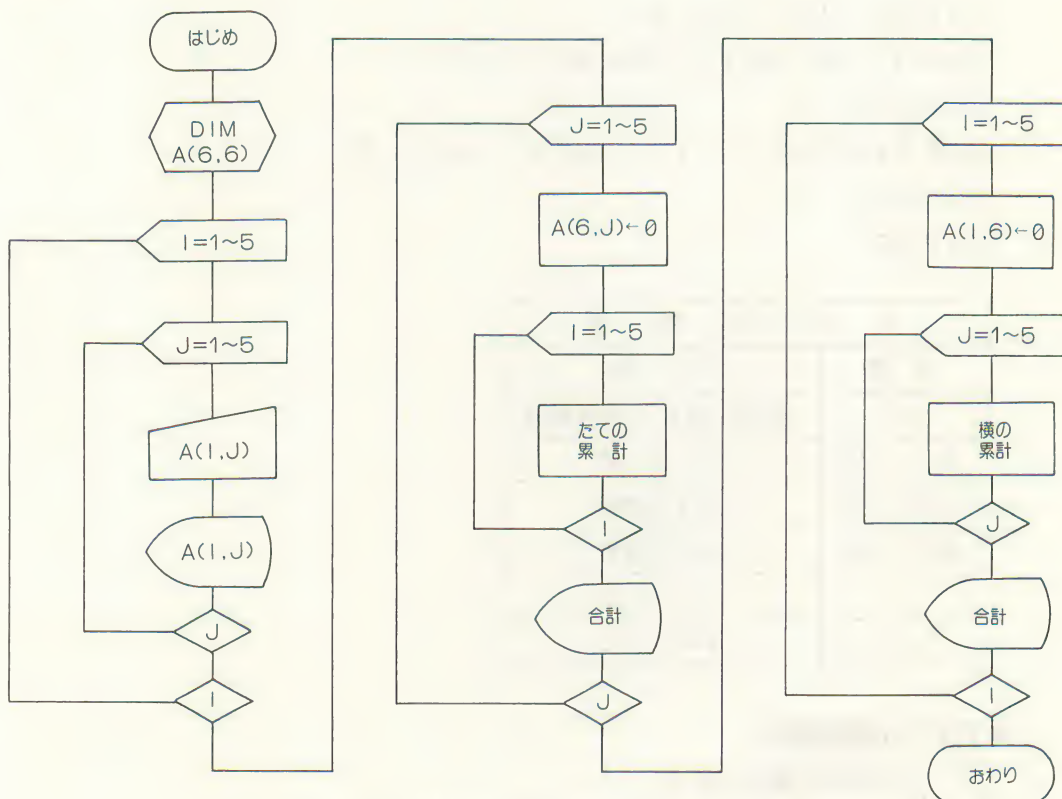 はじめ
DIM
A(6,6)
I=1~5
J=1~5
A(I,J)
A(I,J)
J
I
J=1~5
A(6,J)←0
I=1~5
たての
累計
I
合計
J
I=1~5
A(I,6)←0
J=1~5
横の
累計
J
合計
I
おわり